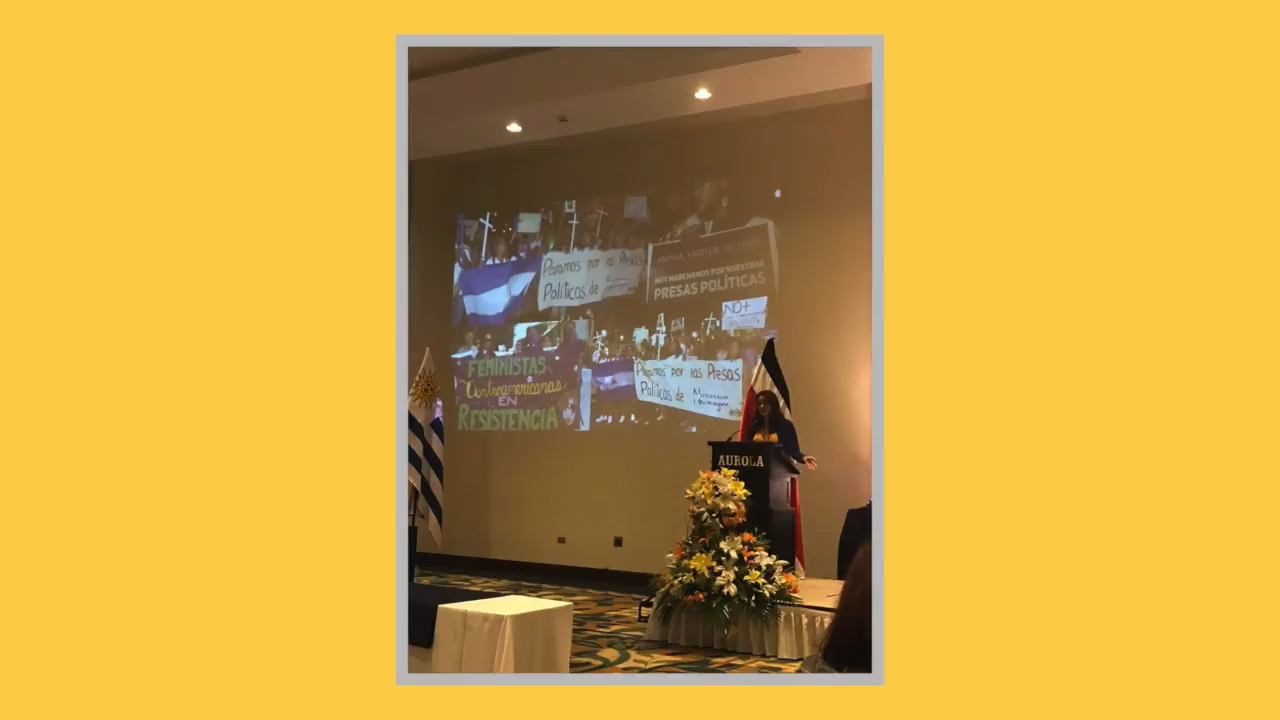 Paramos por las Presas
Políticas de
HOY MARCHAMOS POR NUESTRAS
PRESAS POLÍTICAS
NO+
FEMINISTAS
Centroamericanas
EN
RESISTENCIA
Paramos por las Presas
Políticas de
AUROLA